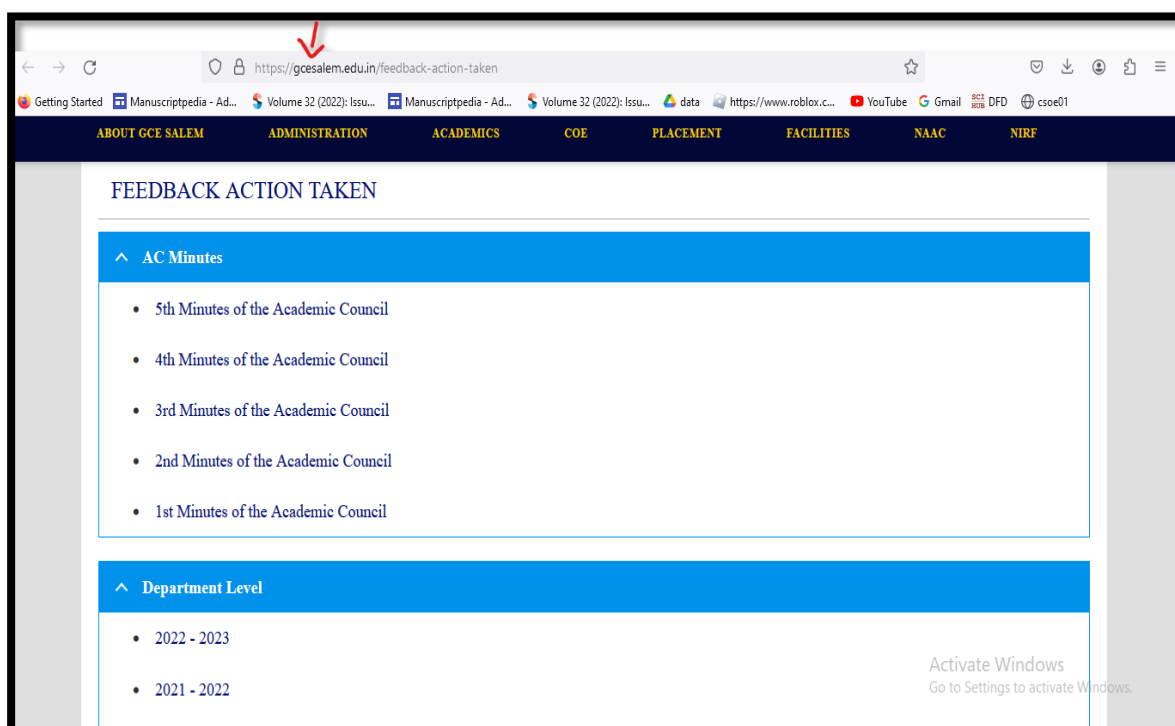 https://gcesalem.edu.in/feedback-action-taken
Getting Started Manuscriptpedia - Ad... Volume 32 (2022): Issu... Manuscriptpedia - Ad... Volume 32 (2022): Issu... data https://www.roblox.c... YouTube Gmail SCI HUB DFD csoe01
ABOUT GCE SALEM ADMINISTRATION ACADEMICS COE PLACEMENT FACILITIES NAAC NIRF
FEEDBACK ACTION TAKEN
AC Minutes
5th Minutes of the Academic Council
4th Minutes of the Academic Council
3rd Minutes of the Academic Council
2nd Minutes of the Academic Council
1st Minutes of the Academic Council
Department Level
2022 - 2023
2021 - 2022
Activate Windows
Go to Settings to activate Windows.